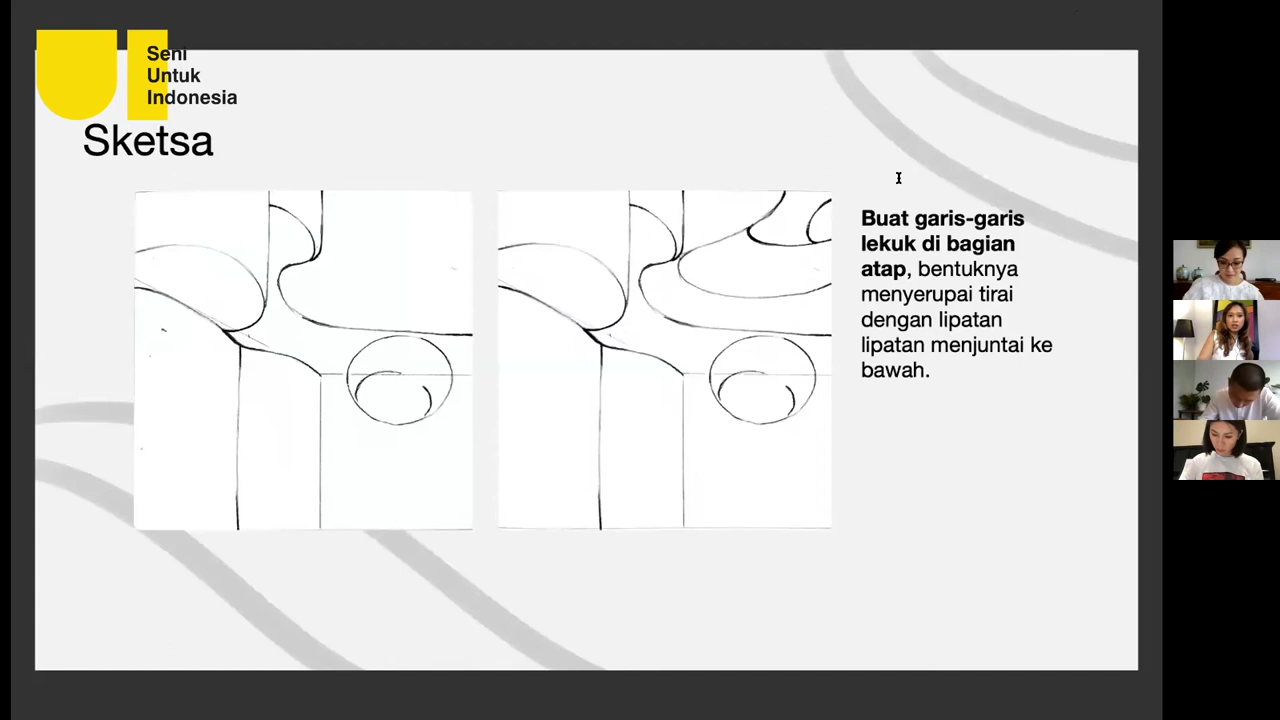 Seni
Untuk
Indonesia
Sketsa
Buat garis-garis
lekuk di bagian
atap, bentuknya
menyerupai tirai
dengan lipatan
lipatan menjuntai ke
bawah.